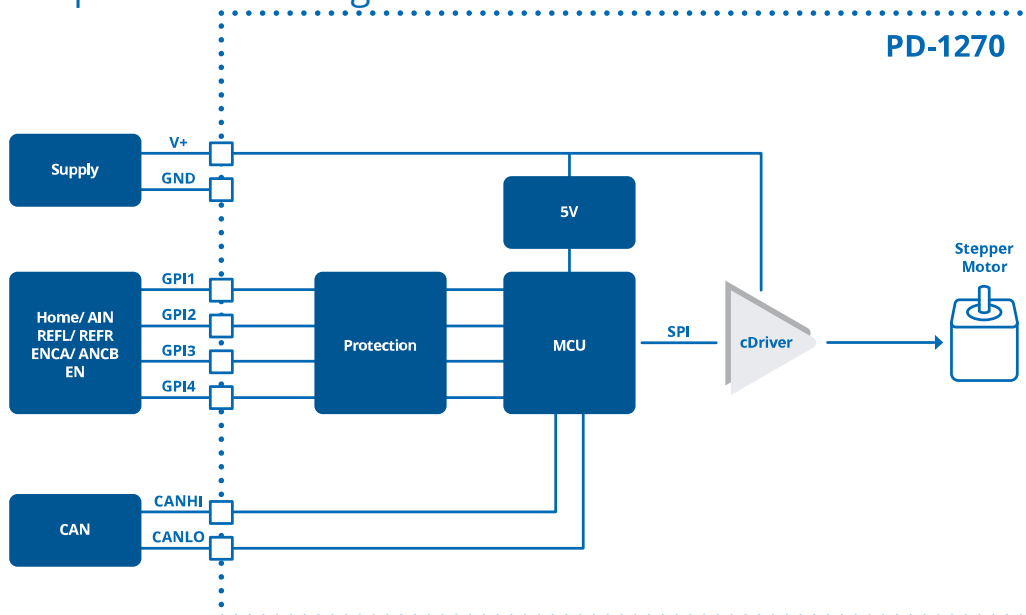 PD-1270
V+
Supply
GND
5V
Stepper
Motor
GPI1
Home/ AIN
REFL/ REFR
ENCA/ ANCB
EN
GPI2
GPI3
GPI4
Protection
MCU
SPI
cDriver
CANHI
CAN
CANLO